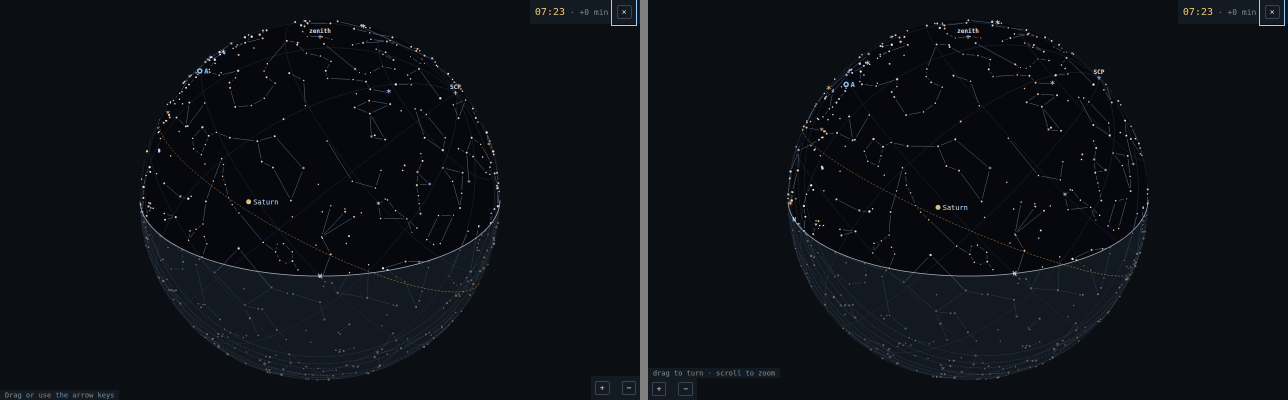 07:23 · +0 min ×
zenith
A
SCP
Saturn
W
+ −
Drag or use the arrow keys
07:23 · +0 min ×
zenith
SCP
A
Saturn
N
W
drag to turn · scroll to zoom
+ −